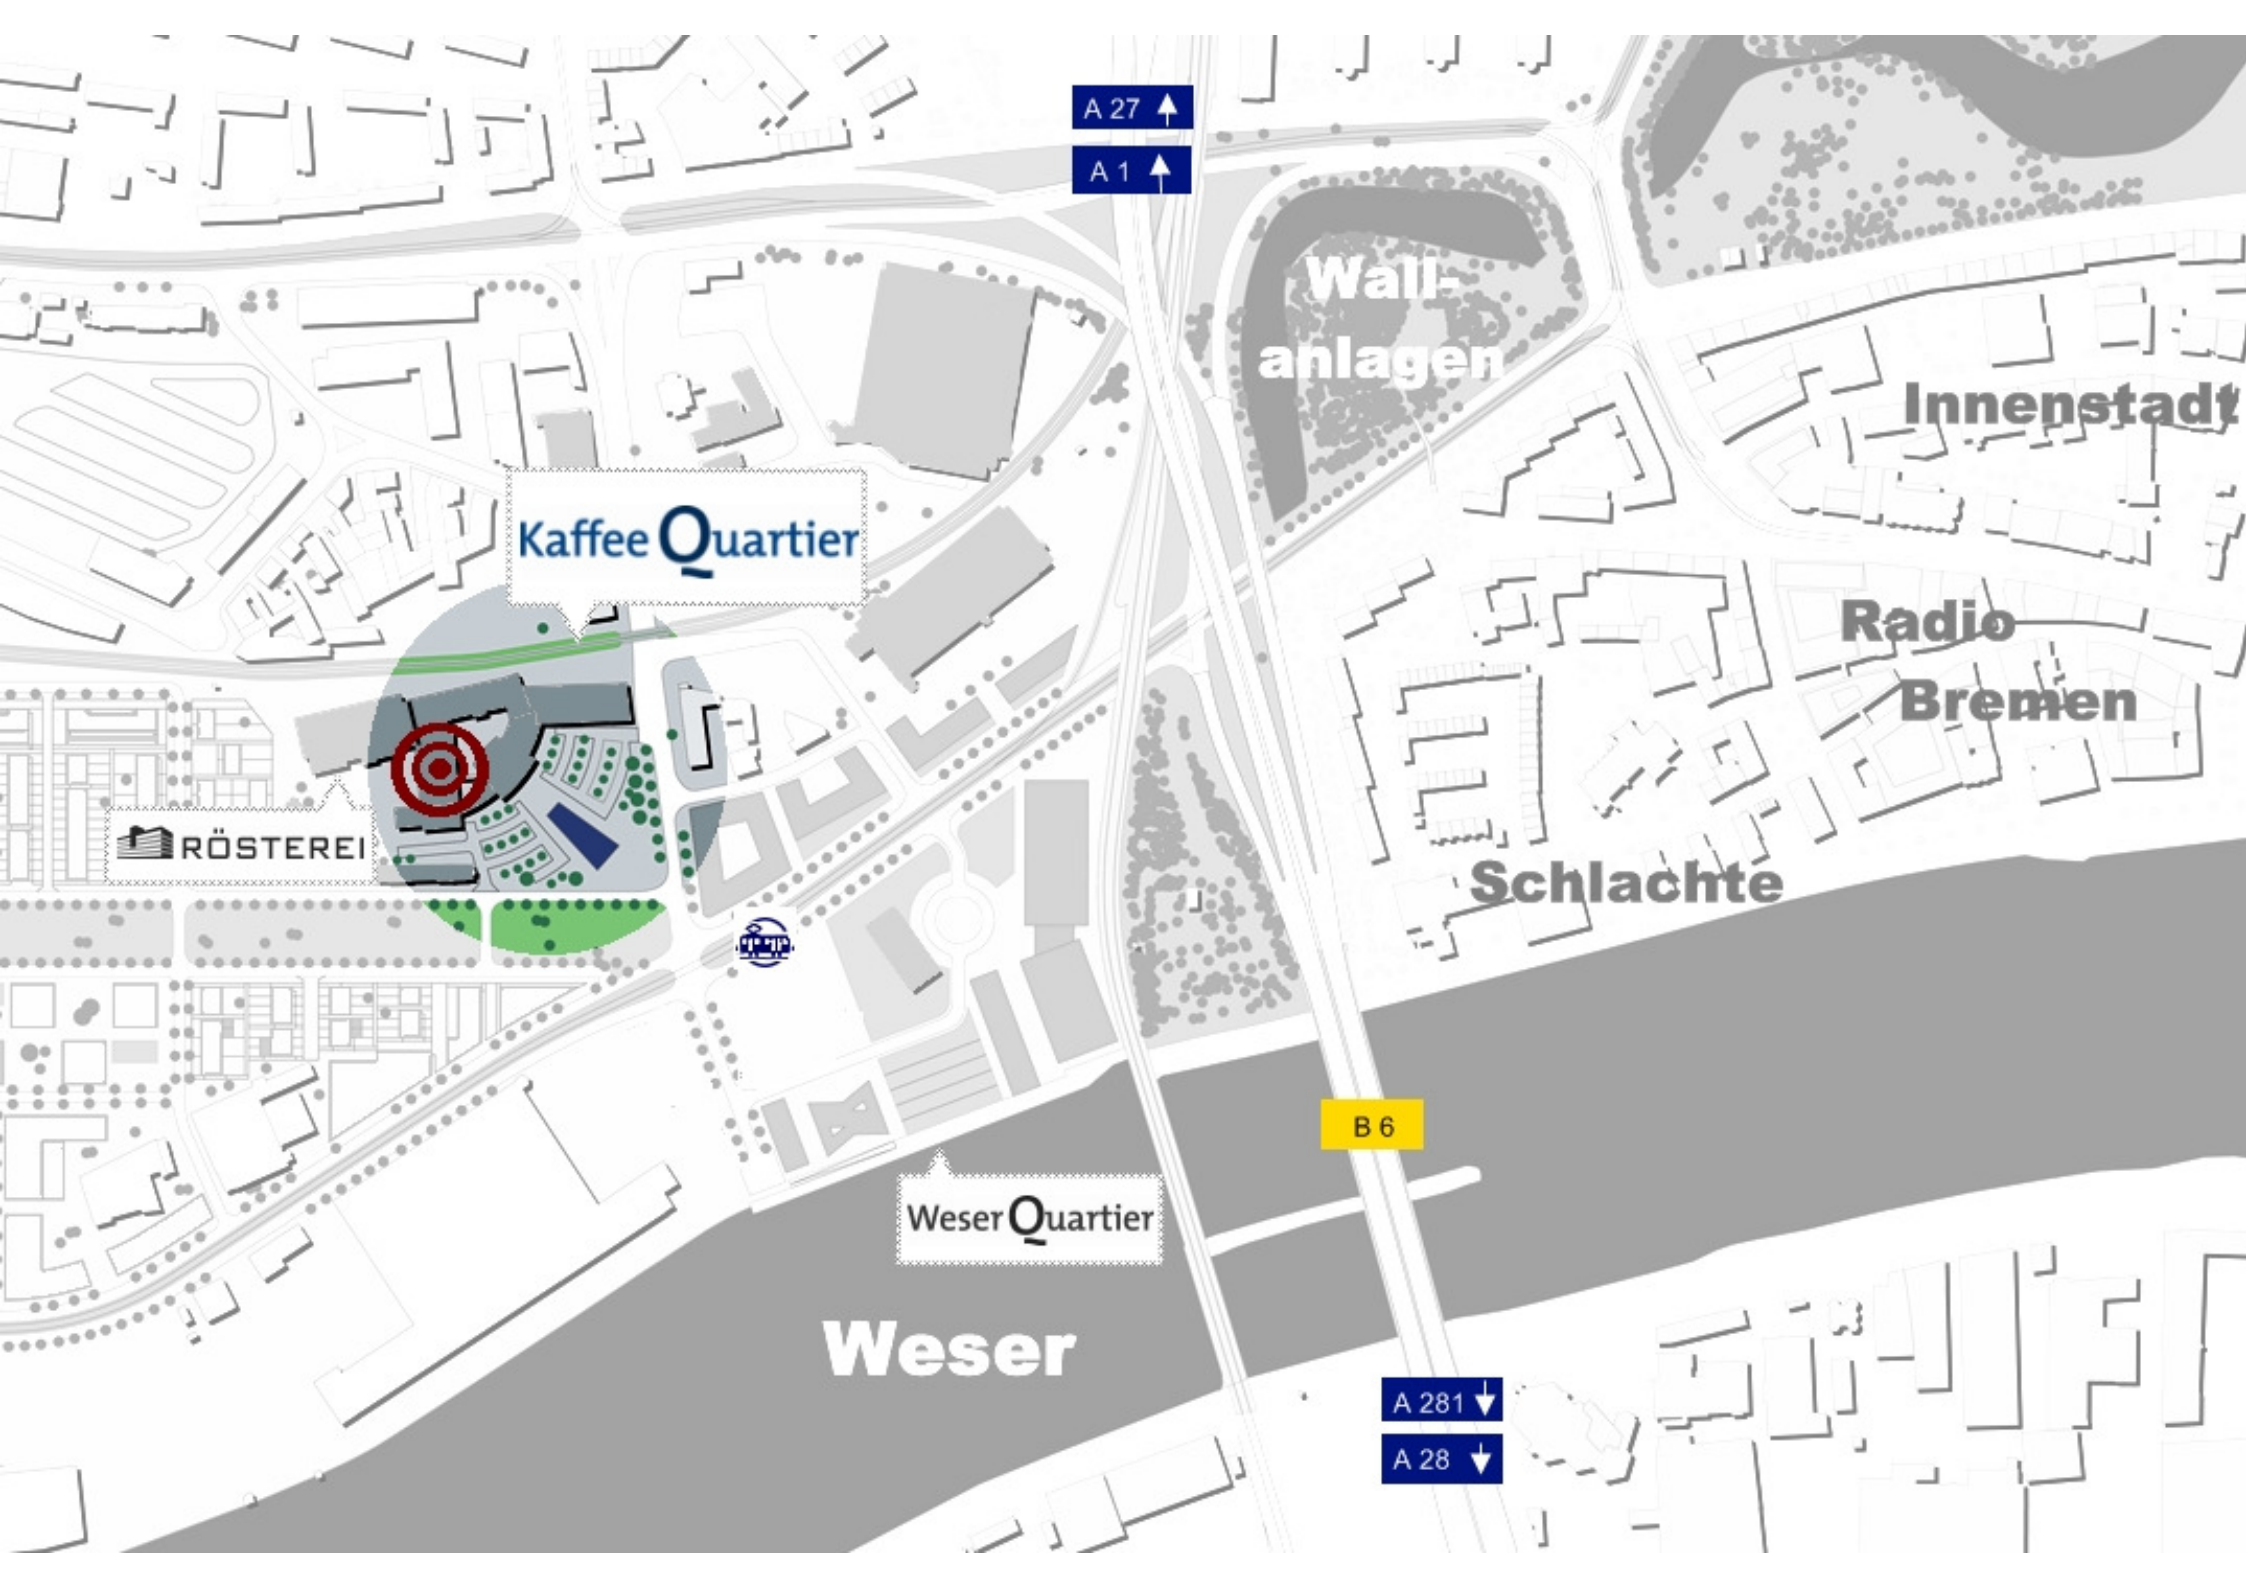 A 27
A 1
Wall-
anlagen
Innenstadt
Kaffee Quartier
Radio
Bremen
RÖSTEREI
Schlachte
B 6
Weser Quartier
Weser
A 281
A 28